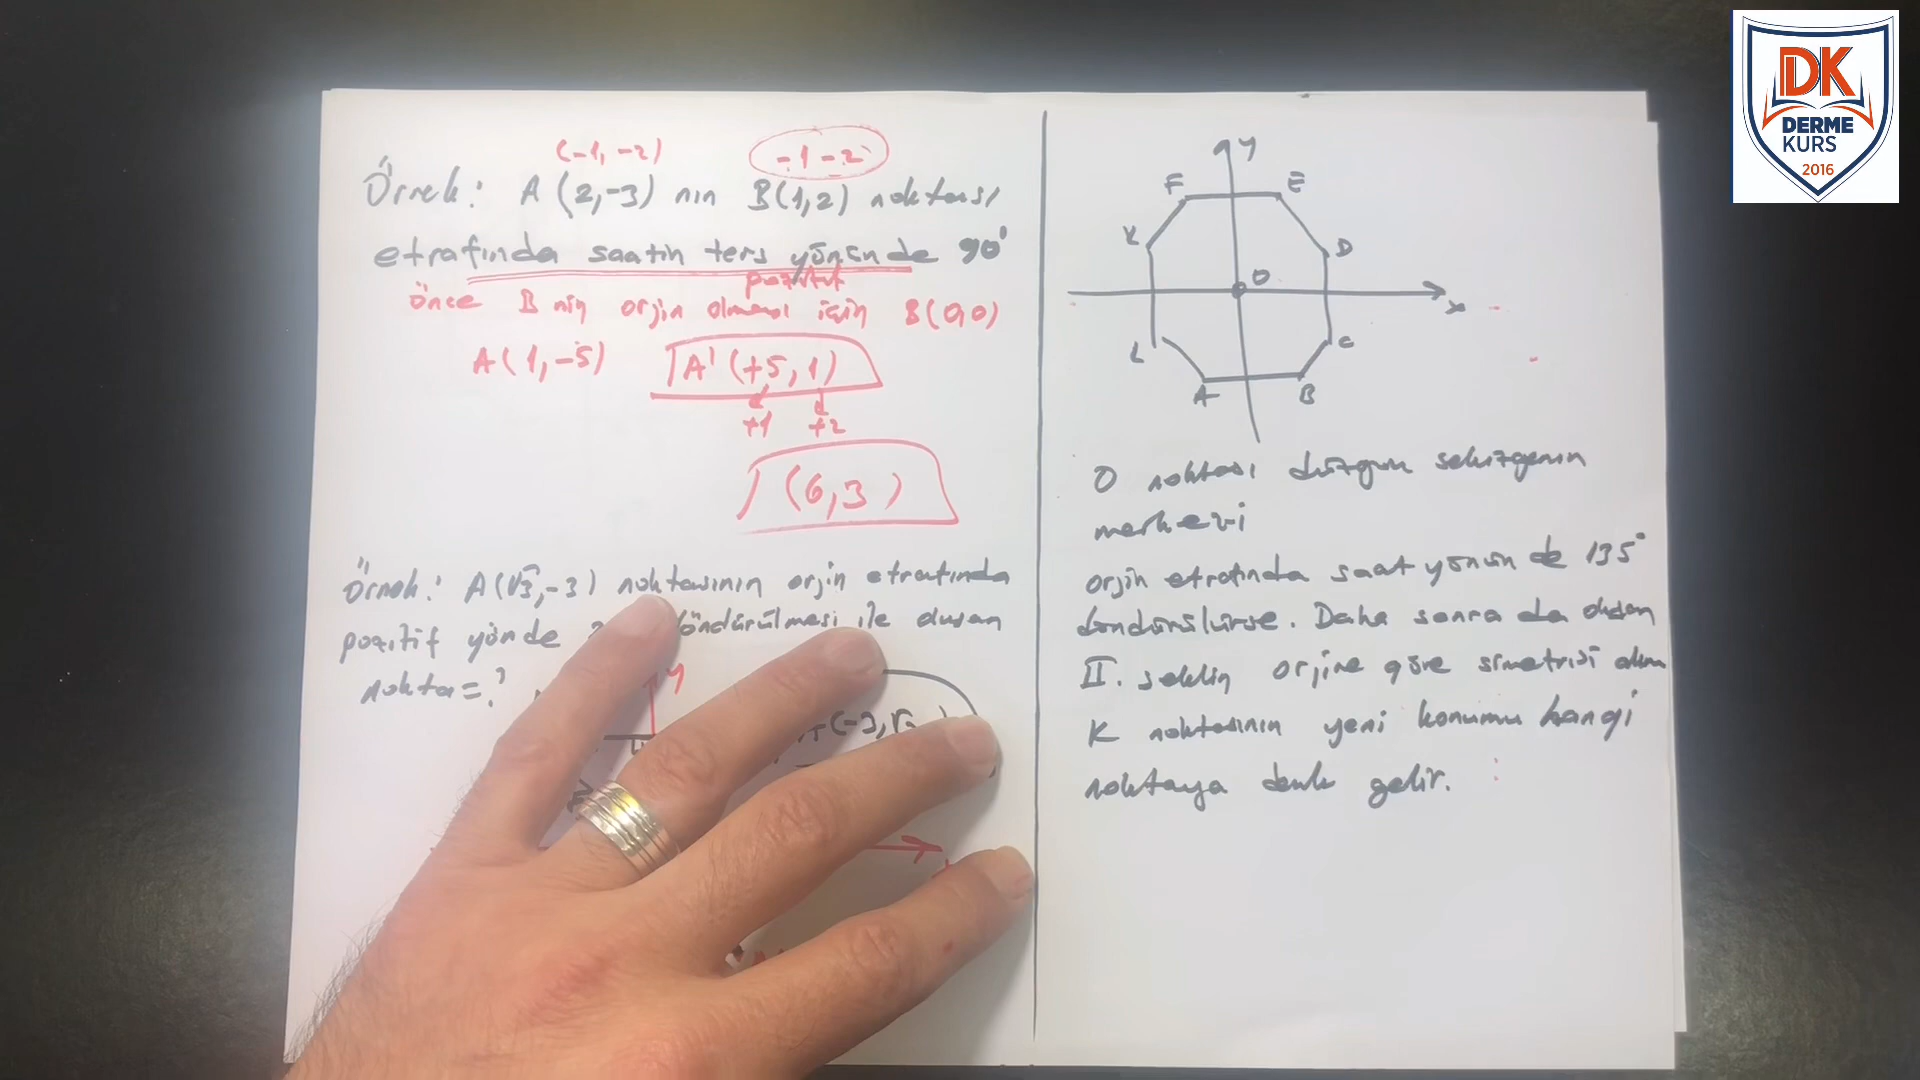 (-1, -2)
-1 -2
Örnek: A(2,-3) nın B(1,2) noktası
etrafında saatin ters yönünde 90°
pozitif
Önce B nin orjin olması için B(0,0)
A(1,-5) A'(+5,1)
+1 +2
(6,3)
Örnek: A(√3,-3) noktasının orjin etrafında
pozitif yönde döndürülmesi ile oluşan
nokta=?
y
y
F E
K D
O
x
L C
A B
O noktası düzgün sekizgenin
merkezi
orjin etrafında saat yönünde 135°
döndürülürse. Daha sonra da oluşan
II. şeklin orjine göre simetrisi alınan
K noktasının yeni konumu hangi
noktaya denk gelir.
DK
DERME
KURS
2016